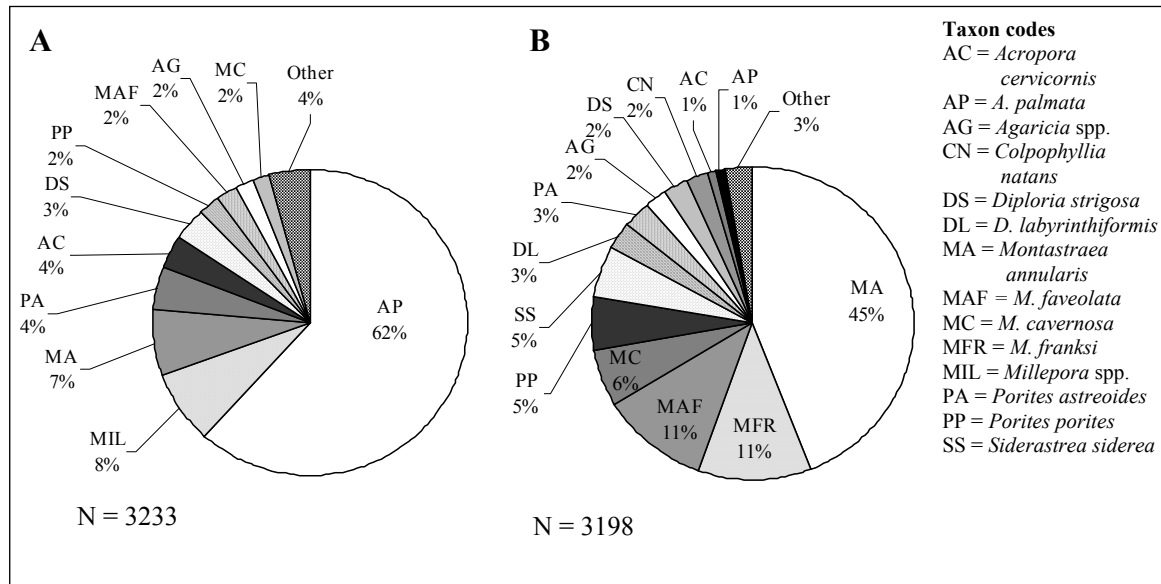 A
AG
2%
MC
2%
Other
4%
MAF
2%
PP
2%
DS
3%
AC
4%
PA
4%
MA
7%
MIL
8%
AP
62%
N = 3233
B
CN
2%
AC
1%
AP
1%
Other
3%
DS
2%
AG
2%
PA
3%
DL
3%
SS
5%
PP
5%
MC
6%
MAF
11%
MFR
11%
MA
45%
N = 3198
Taxon codes
AC = Acropora
cervicornis
AP = A. palmata
AG = Agaricia spp.
CN = Colpophyllia
natans
DS = Diploria strigosa
DL = D. labyrinthiformis
MA = Montastraea
annularis
MAF = M. faveolata
MC = M. cavernosa
MFR = M. franksi
MIL = Millepora spp.
PA = Porites astreoides
PP = Porites porites
SS = Siderastrea siderea